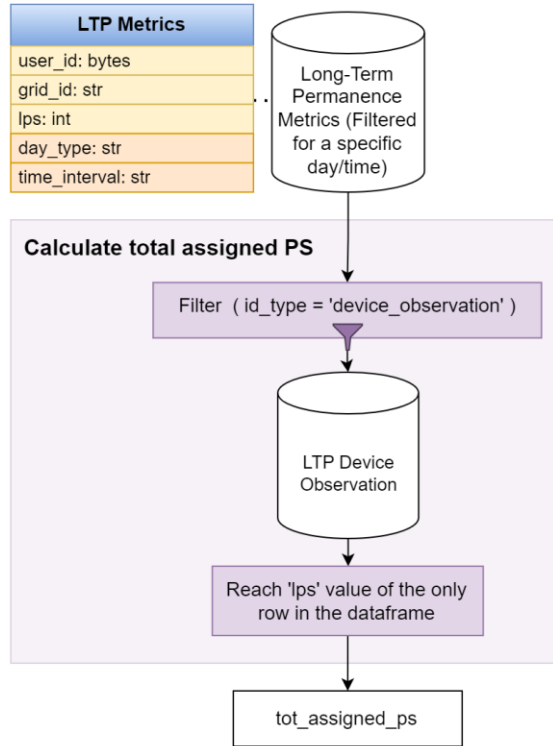 LTP Metrics
user_id: bytes
grid_id: str
lps: int
day_type: str
time_interval: str
Long-Term
Permanence
Metrics (Filtered
for a specific
day/time)
Calculate total assigned PS
Filter ( id_type = 'device_observation' )
LTP Device
Observation
Reach 'lps' value of the only
row in the dataframe
tot_assigned_ps